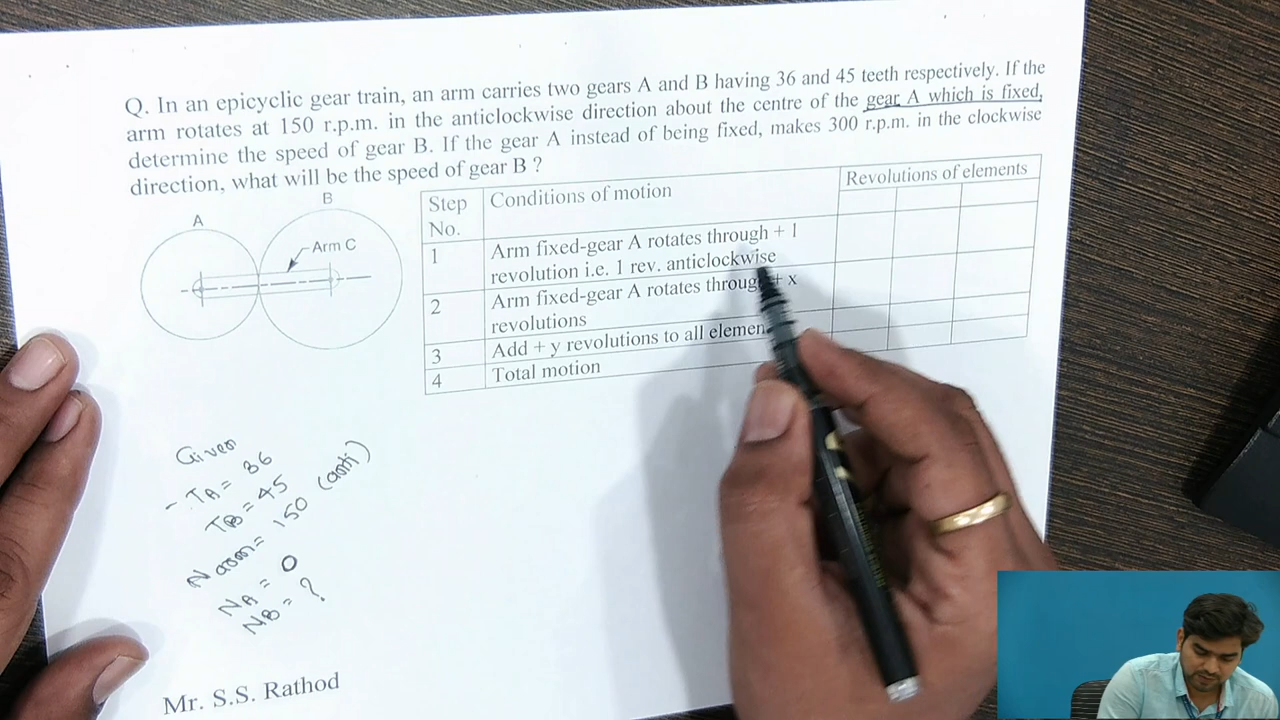 Q. In an epicyclic gear train, an arm carries two gears A and B having 36 and 45 teeth respectively. If the
arm rotates at 150 r.p.m. in the anticlockwise direction about the centre of the gear A which is fixed,
determine the speed of gear B. If the gear A instead of being fixed, makes 300 r.p.m. in the clockwise
direction, what will be the speed of gear B ?
A
B
Arm C
Step
No.
Conditions of motion
Revolutions of elements
1
Arm fixed-gear A rotates through + 1
revolution i.e. 1 rev. anticlockwise
2
Arm fixed-gear A rotates through + x
revolutions
3
Add + y revolutions to all
4
Total motion
Given
- TA = 36
TB = 45
Narm = 150 (anti)
NA = 0
NB = ?
Mr. S.S. Rathod